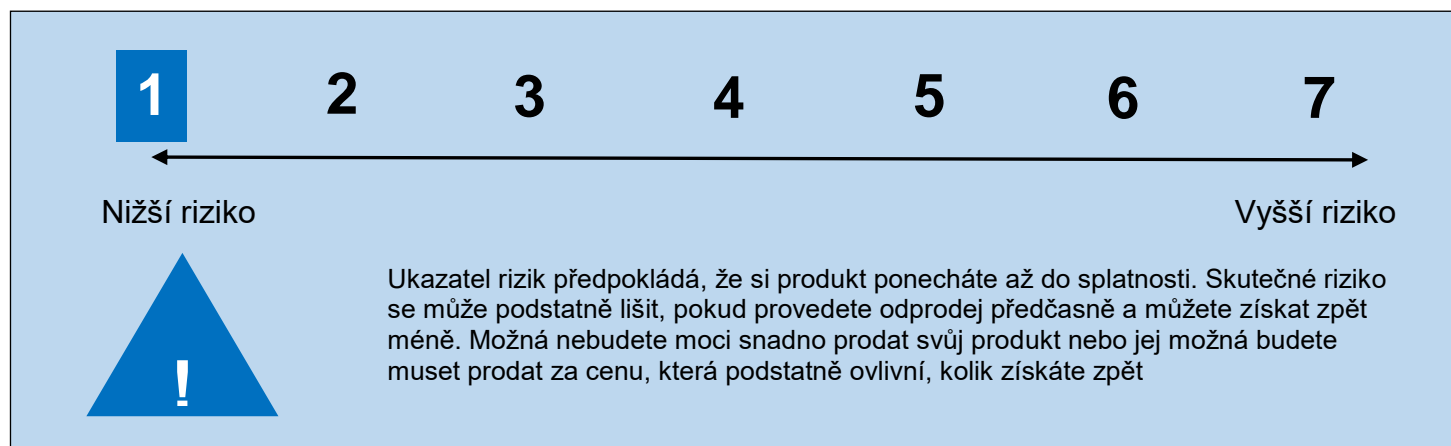 1 2 3 4 5 6 7
Nižší riziko Vyšší riziko
Ukazatel rizik předpokládá, že si produkt ponecháte až do splatnosti. Skutečné riziko
se může podstatně lišit, pokud provedete odprodej předčasně a můžete získat zpět
méně. Možná nebudete moci snadno prodat svůj produkt nebo jej možná budete
muset prodat za cenu, která podstatně ovlivní, kolik získáte zpět
!